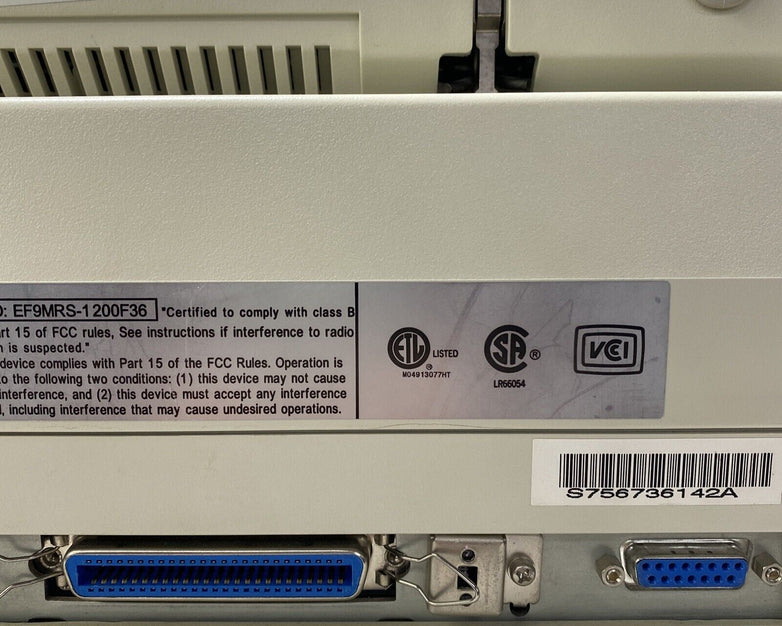 D: EF9MRS-1200F36 "Certified to comply with class B
art 15 of FCC rules, See instructions if interference to radio
n is suspected."
device complies with Part 15 of the FCC Rules. Operation is
o the following two conditions: (1) this device may not cause
interference, and (2) this device must accept any interference
d, including interference that may cause undesired operations.
ETL LISTED
M04913077HT
SA ®
LR66054
VCI
S756736142A